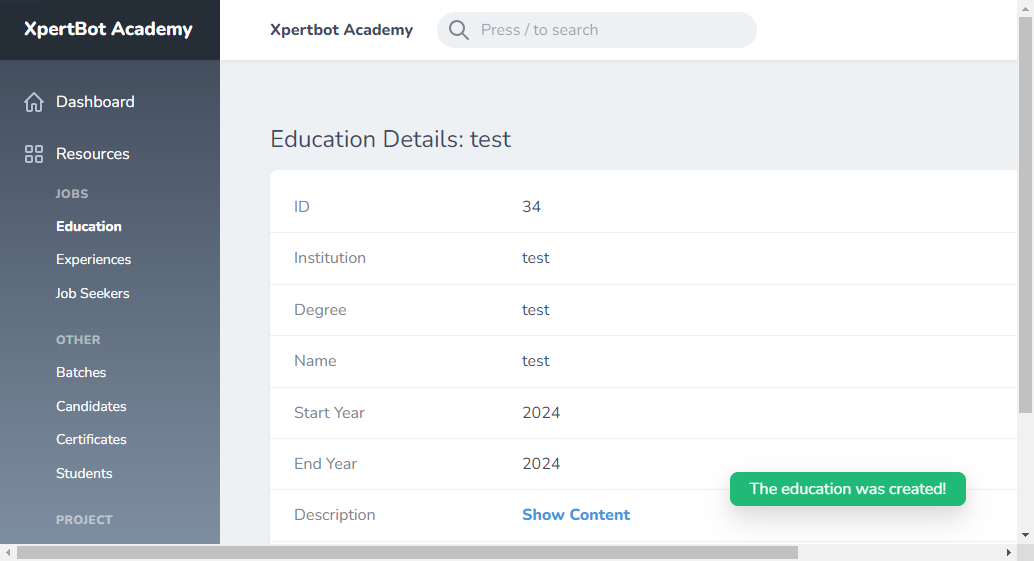 XpertBot Academy
Xpertbot Academy
Press / to search
Dashboard
Resources
JOBS
Education
Experiences
Job Seekers
OTHER
Batches
Candidates
Certificates
Students
PROJECT
Education Details: test
ID 34
Institution test
Degree test
Name test
Start Year 2024
End Year 2024
Description Show Content
The education was created!